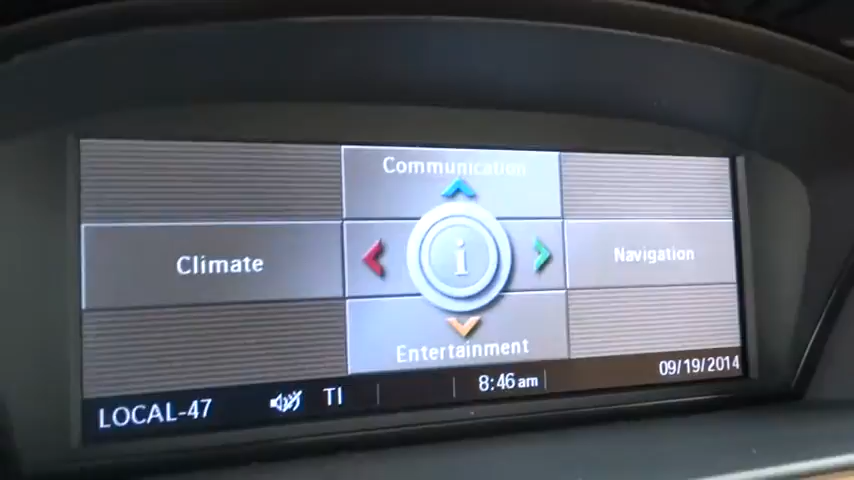 Communication
Climate
i
Navigation
Entertainment
LOCAL-47 TI 8:46 am 09/19/2014